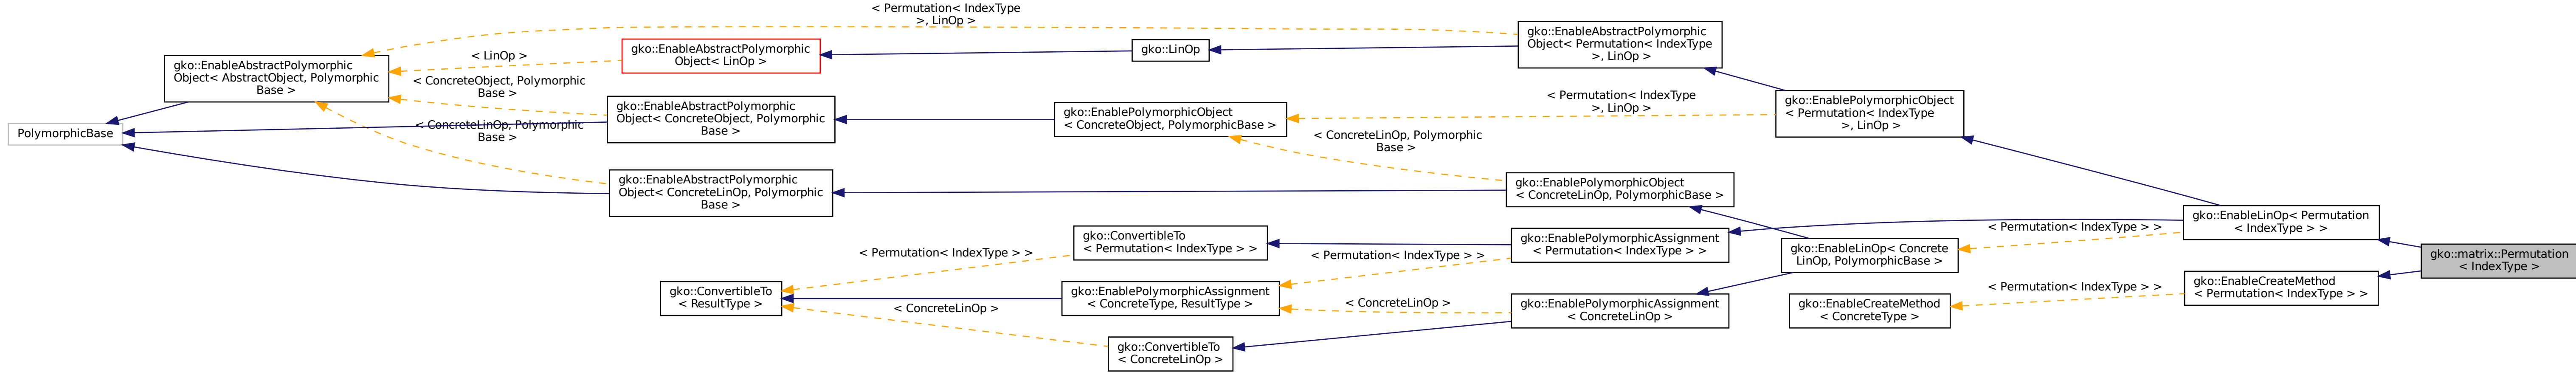 PolymorphicBase
gko::EnableAbstractPolymorphic
Object< AbstractObject, Polymorphic
Base >
< Permutation< IndexType
>, LinOp >
< LinOp >
< ConcreteObject, Polymorphic
Base >
< ConcreteLinOp, Polymorphic
Base >
gko::EnableAbstractPolymorphic
Object< LinOp >
gko::EnableAbstractPolymorphic
Object< ConcreteObject, Polymorphic
Base >
gko::EnableAbstractPolymorphic
Object< ConcreteLinOp, Polymorphic
Base >
gko::ConvertibleTo
< ResultType >
< Permutation< IndexType > >
< ConcreteLinOp >
gko::LinOp
gko::EnablePolymorphicObject
< ConcreteObject, PolymorphicBase >
gko::ConvertibleTo
< Permutation< IndexType > >
gko::EnablePolymorphicAssignment
< ConcreteType, ResultType >
gko::ConvertibleTo
< ConcreteLinOp >
< Permutation< IndexType
>, LinOp >
< ConcreteLinOp, Polymorphic
Base >
< Permutation< IndexType > >
< ConcreteLinOp >
gko::EnableAbstractPolymorphic
Object< Permutation< IndexType
>, LinOp >
gko::EnablePolymorphicObject
< ConcreteLinOp, PolymorphicBase >
gko::EnablePolymorphicAssignment
< Permutation< IndexType > >
gko::EnablePolymorphicAssignment
< ConcreteLinOp >
gko::EnablePolymorphicObject
< Permutation< IndexType
>, LinOp >
gko::EnableLinOp< Concrete
LinOp, PolymorphicBase >
gko::EnableCreateMethod
< ConcreteType >
< Permutation< IndexType > >
< Permutation< IndexType > >
gko::EnableLinOp< Permutation
< IndexType > >
gko::EnableCreateMethod
< Permutation< IndexType > >
gko::matrix::Permutation
< IndexType >